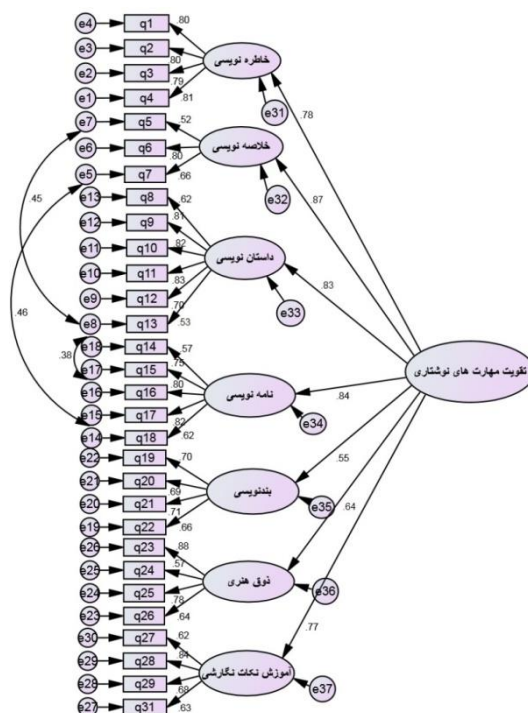 e4 q1 .80
e3 q2 .80
e2 q3 .79
e1 q4 .81
خاطره نویسی
e31
.78
e7 q5 .52
e6 q6 .80
e5 q7 .66
خلاصه نویسی
e32
.87
e13 q8 .62
e12 q9 .81
e11 q10 .82
e10 q11 .83
e9 q12 .70
e8 q13 .53
داستان نویسی
e33
.83
.45
.46
.38
e18 q14 .57
e17 q15 .75
e16 q16 .80
e15 q17 .82
e14 q18 .62
نامه نویسی
e34
.84
تقویت مهارت های نوشتاری
e22 q19 .70
e21 q20 .69
e20 q21 .71
e19 q22 .66
بندنویسی
e35
.55
e26 q23 .88
e25 q24 .57
e24 q25 .78
e23 q26 .64
ذوق هنری
e36
.64
e30 q27 .62
e29 q28 .84
e28 q29 .68
e27 q31 .63
آموزش نکات نگارشی
e37
.77